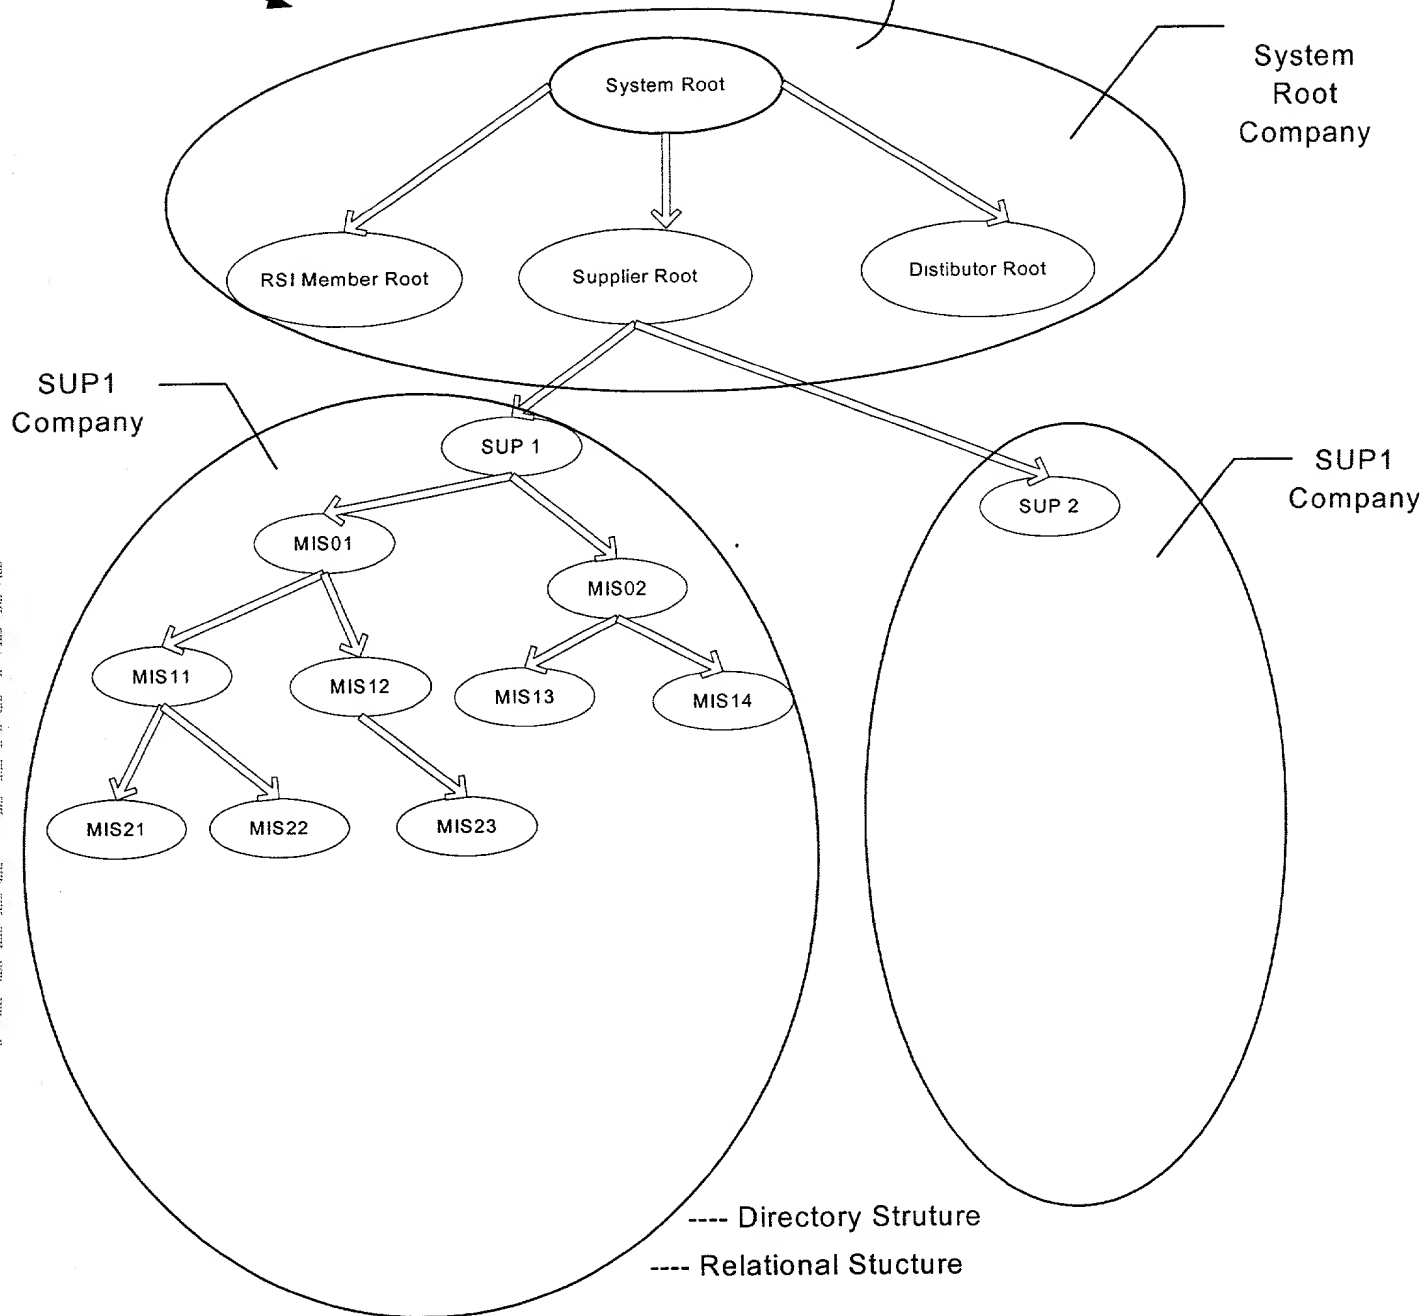 System Root
System
Root
Company
RSI Member Root
Supplier Root
Distibutor Root
SUP1
Company
SUP 1
SUP1
Company
SUP 2
MIS01
MIS02
MIS11
MIS12
MIS13
MIS14
MIS21
MIS22
MIS23
---- Directory Struture
---- Relational Stucture